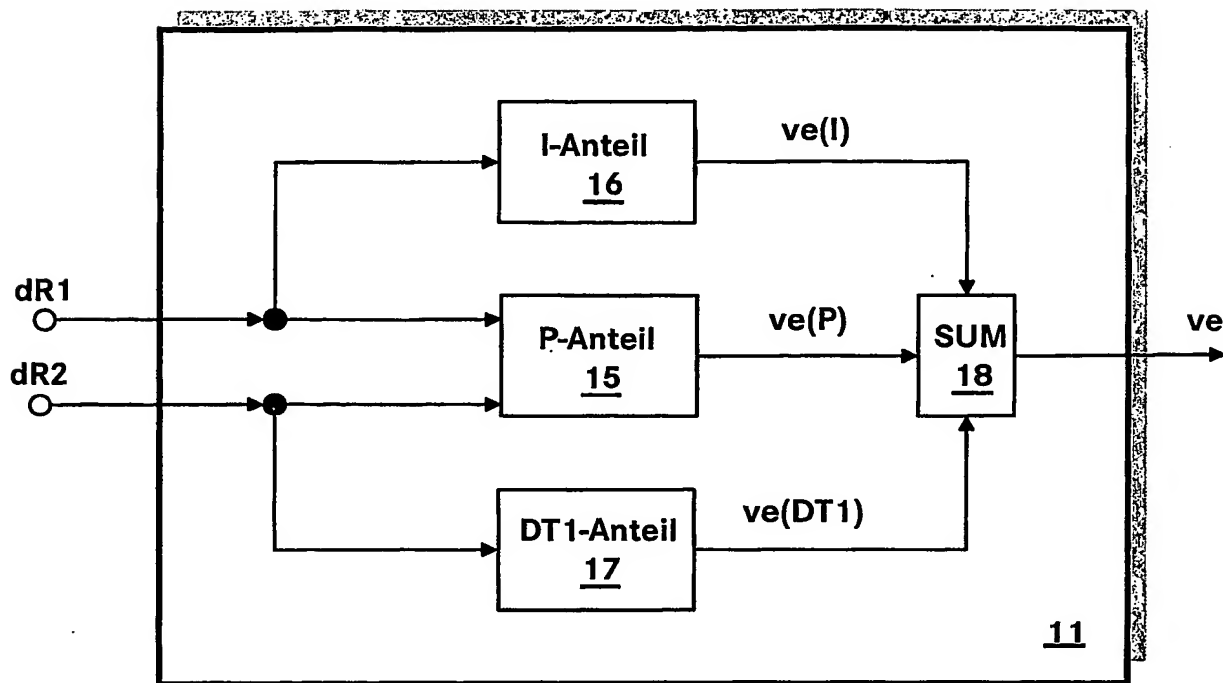 I-Anteil
16
ve(I)
dR1
dR2
P-Anteil
15
ve(P)
SUM
18
ve
DT1-Anteil
17
ve(DT1)
11